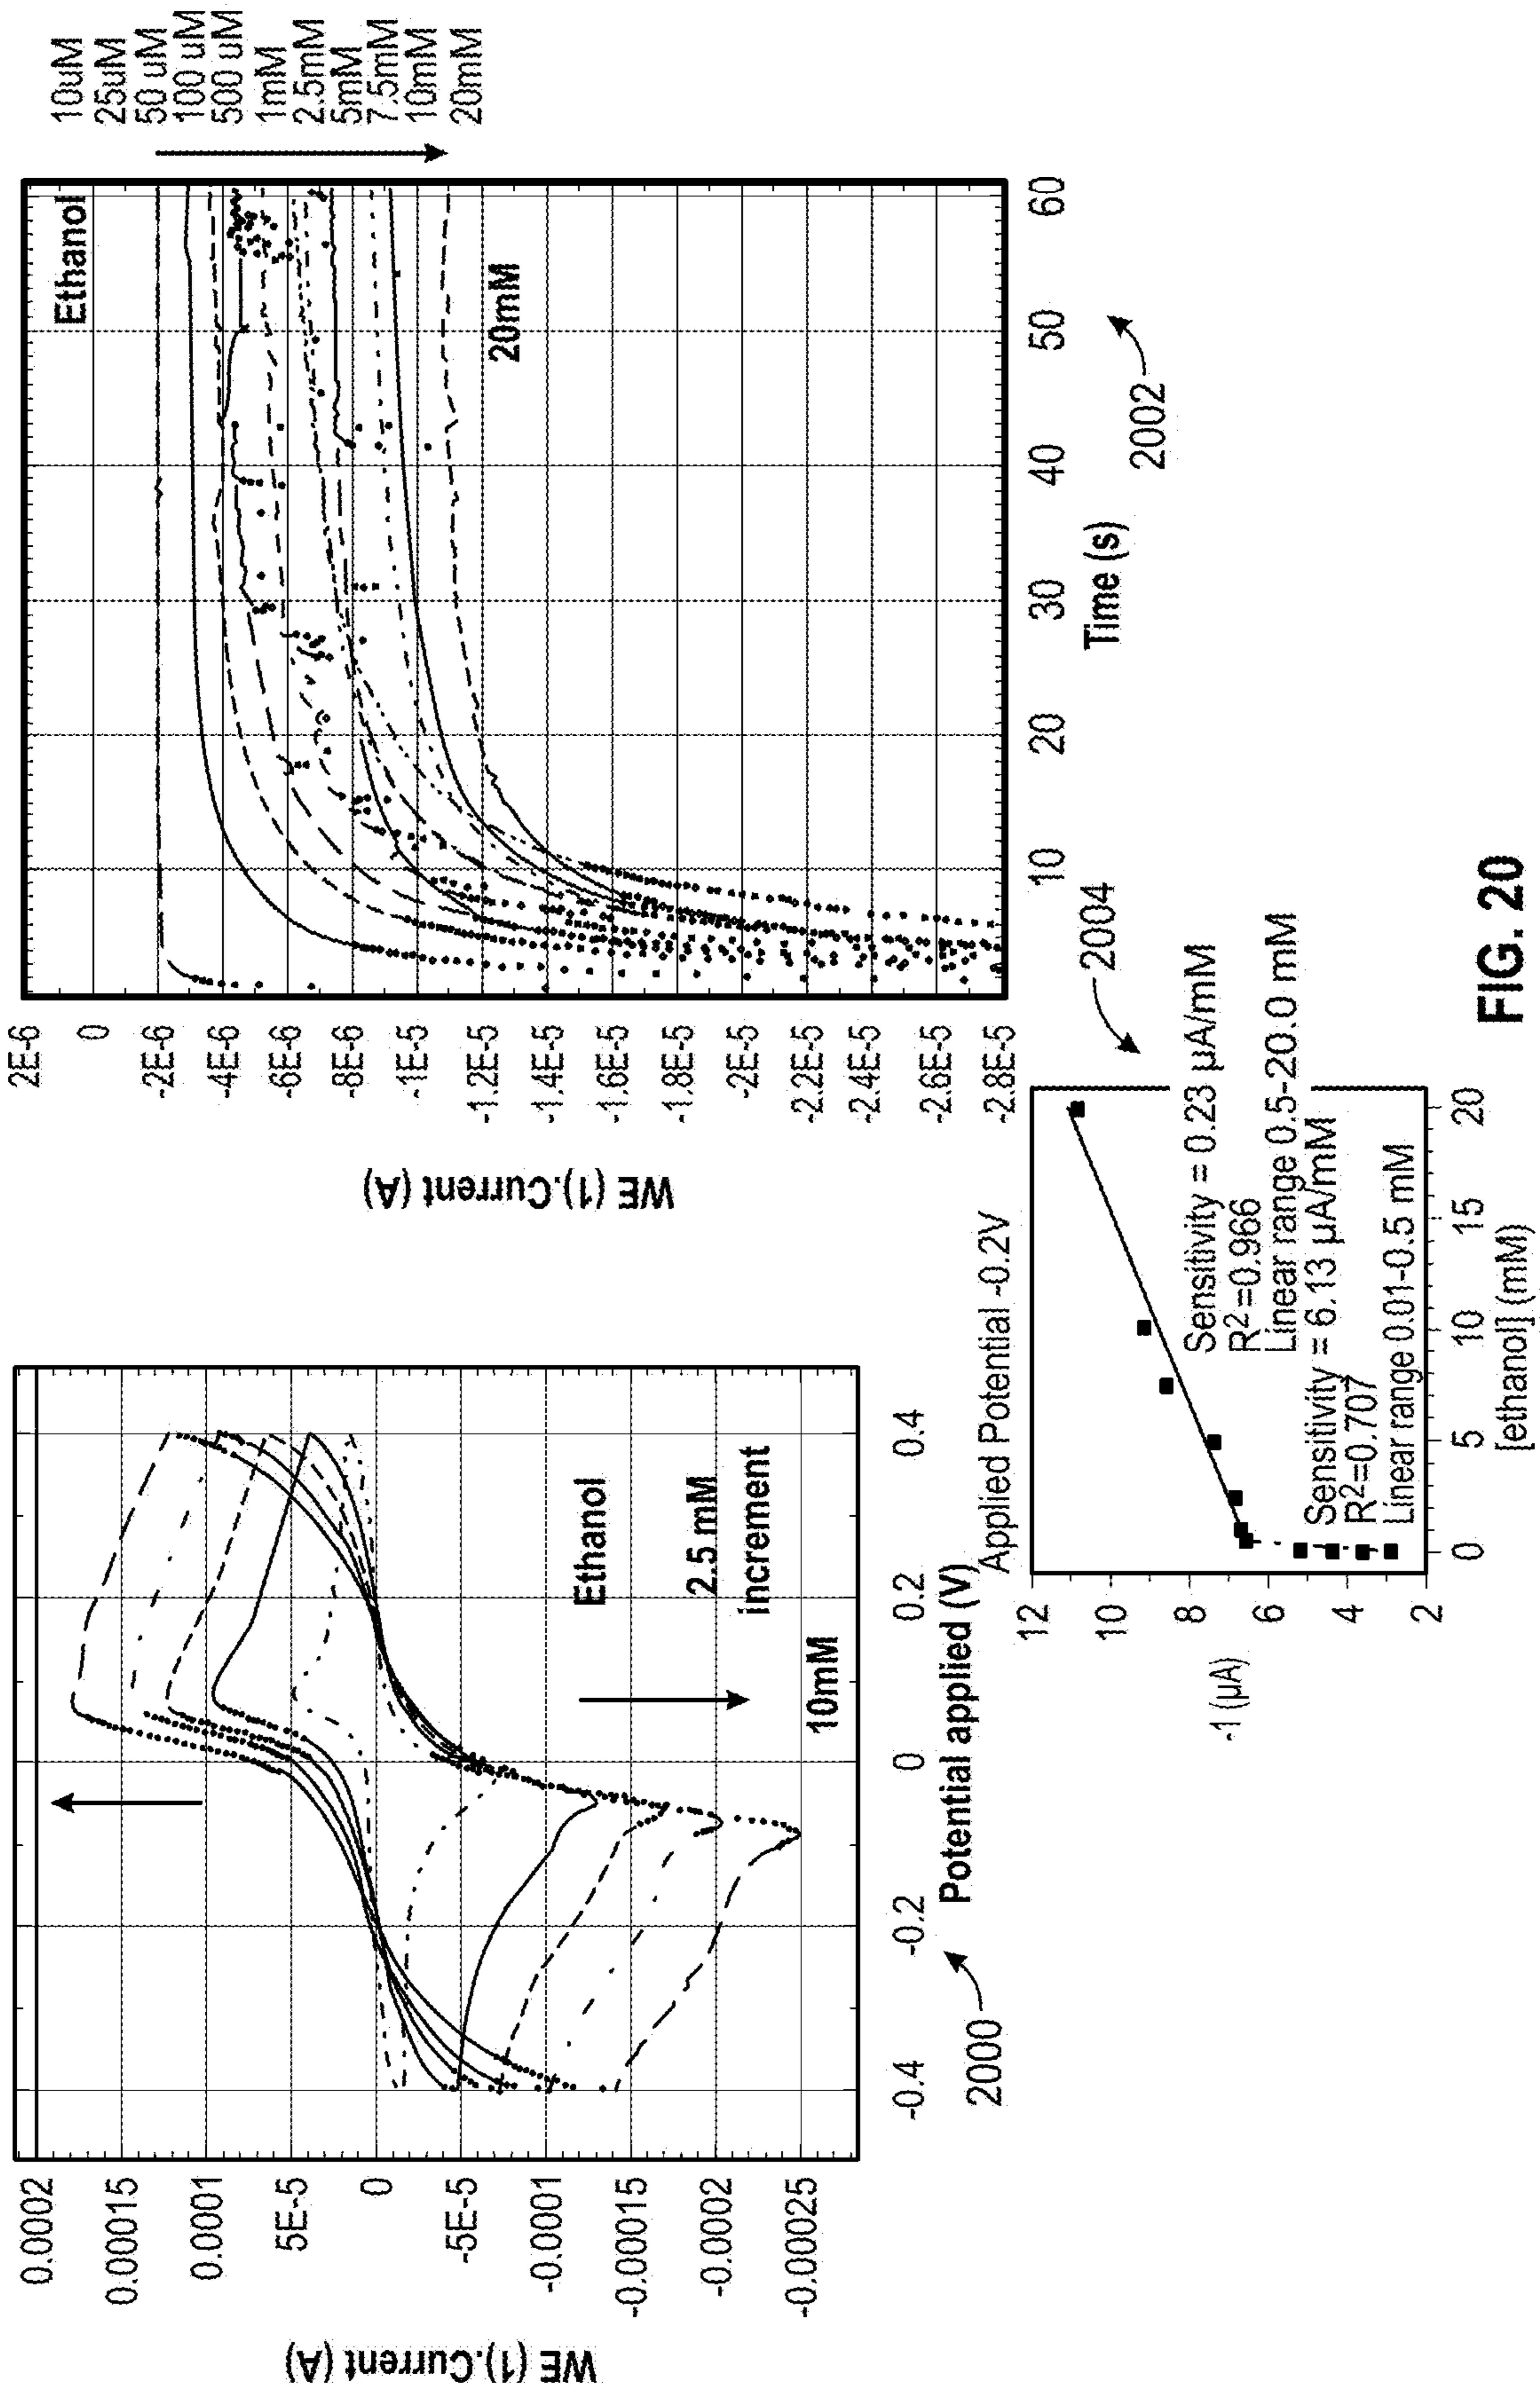 0.0002
0.00015
0.0001
5E-5
0
-5E-5
-0.0001
-0.00015
-0.0002
-0.00025
WE (1).Current (A)
-0.4
-0.2
0
0.2
0.4
Potential applied (V)
Ethanol
2.5 mM
increment
10mM
2000
2E-6
0
-2E-6
-4E-6
-6E-6
-8E-6
-1E-5
-1.2E-5
-1.4E-5
-1.6E-5
-1.8E-5
-2E-5
-2.2E-5
-2.4E-5
-2.6E-5
-2.8E-5
WE (1).Current (A)
Ethanol
20mM
10
20
30
40
50
60
Time (s)
2002
10uM
25uM
50 uM
100 uM
500 uM
1mM
2.5mM
5mM
7.5mM
10mM
20mM
Applied Potential -0.2V
12
10
8
6
4
2
-1 (µA)
Sensitivity = 0.23 µA/mM
R²=0.966
Linear range 0.5-20.0 mM
Sensitivity = 6.13 µA/mM
R²=0.707
Linear range 0.01-0.5 mM
0
5
10
15
20
[ethanol] (mM)
2004
FIG. 20